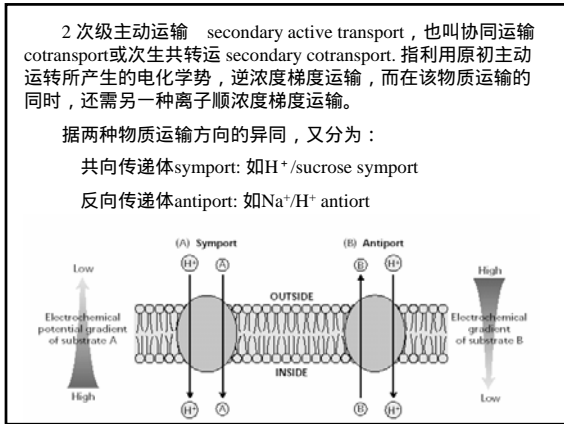 2 次级主动运输 secondary active transport，也叫协同运输
cotransport或次生共转运 secondary cotransport. 指利用原初主动
运转所产生的电化学势，逆浓度梯度运输，而在该物质运输的
同时，还需另一种离子顺浓度梯度运输。
据两种物质运输方向的异同，又分为：
共向传递体symport: 如H⁺/sucrose symport
反向传递体antiport: 如Na⁺/H⁺ antiort
(A) Symport
(B) Antiport
Low
H⁺
A
B
H⁺
High
OUTSIDE
Electrochemical
potential gradient
of substrate A
Electrochemical
gradient
of substrate B
INSIDE
High
H⁺
A
B
H⁺
Low